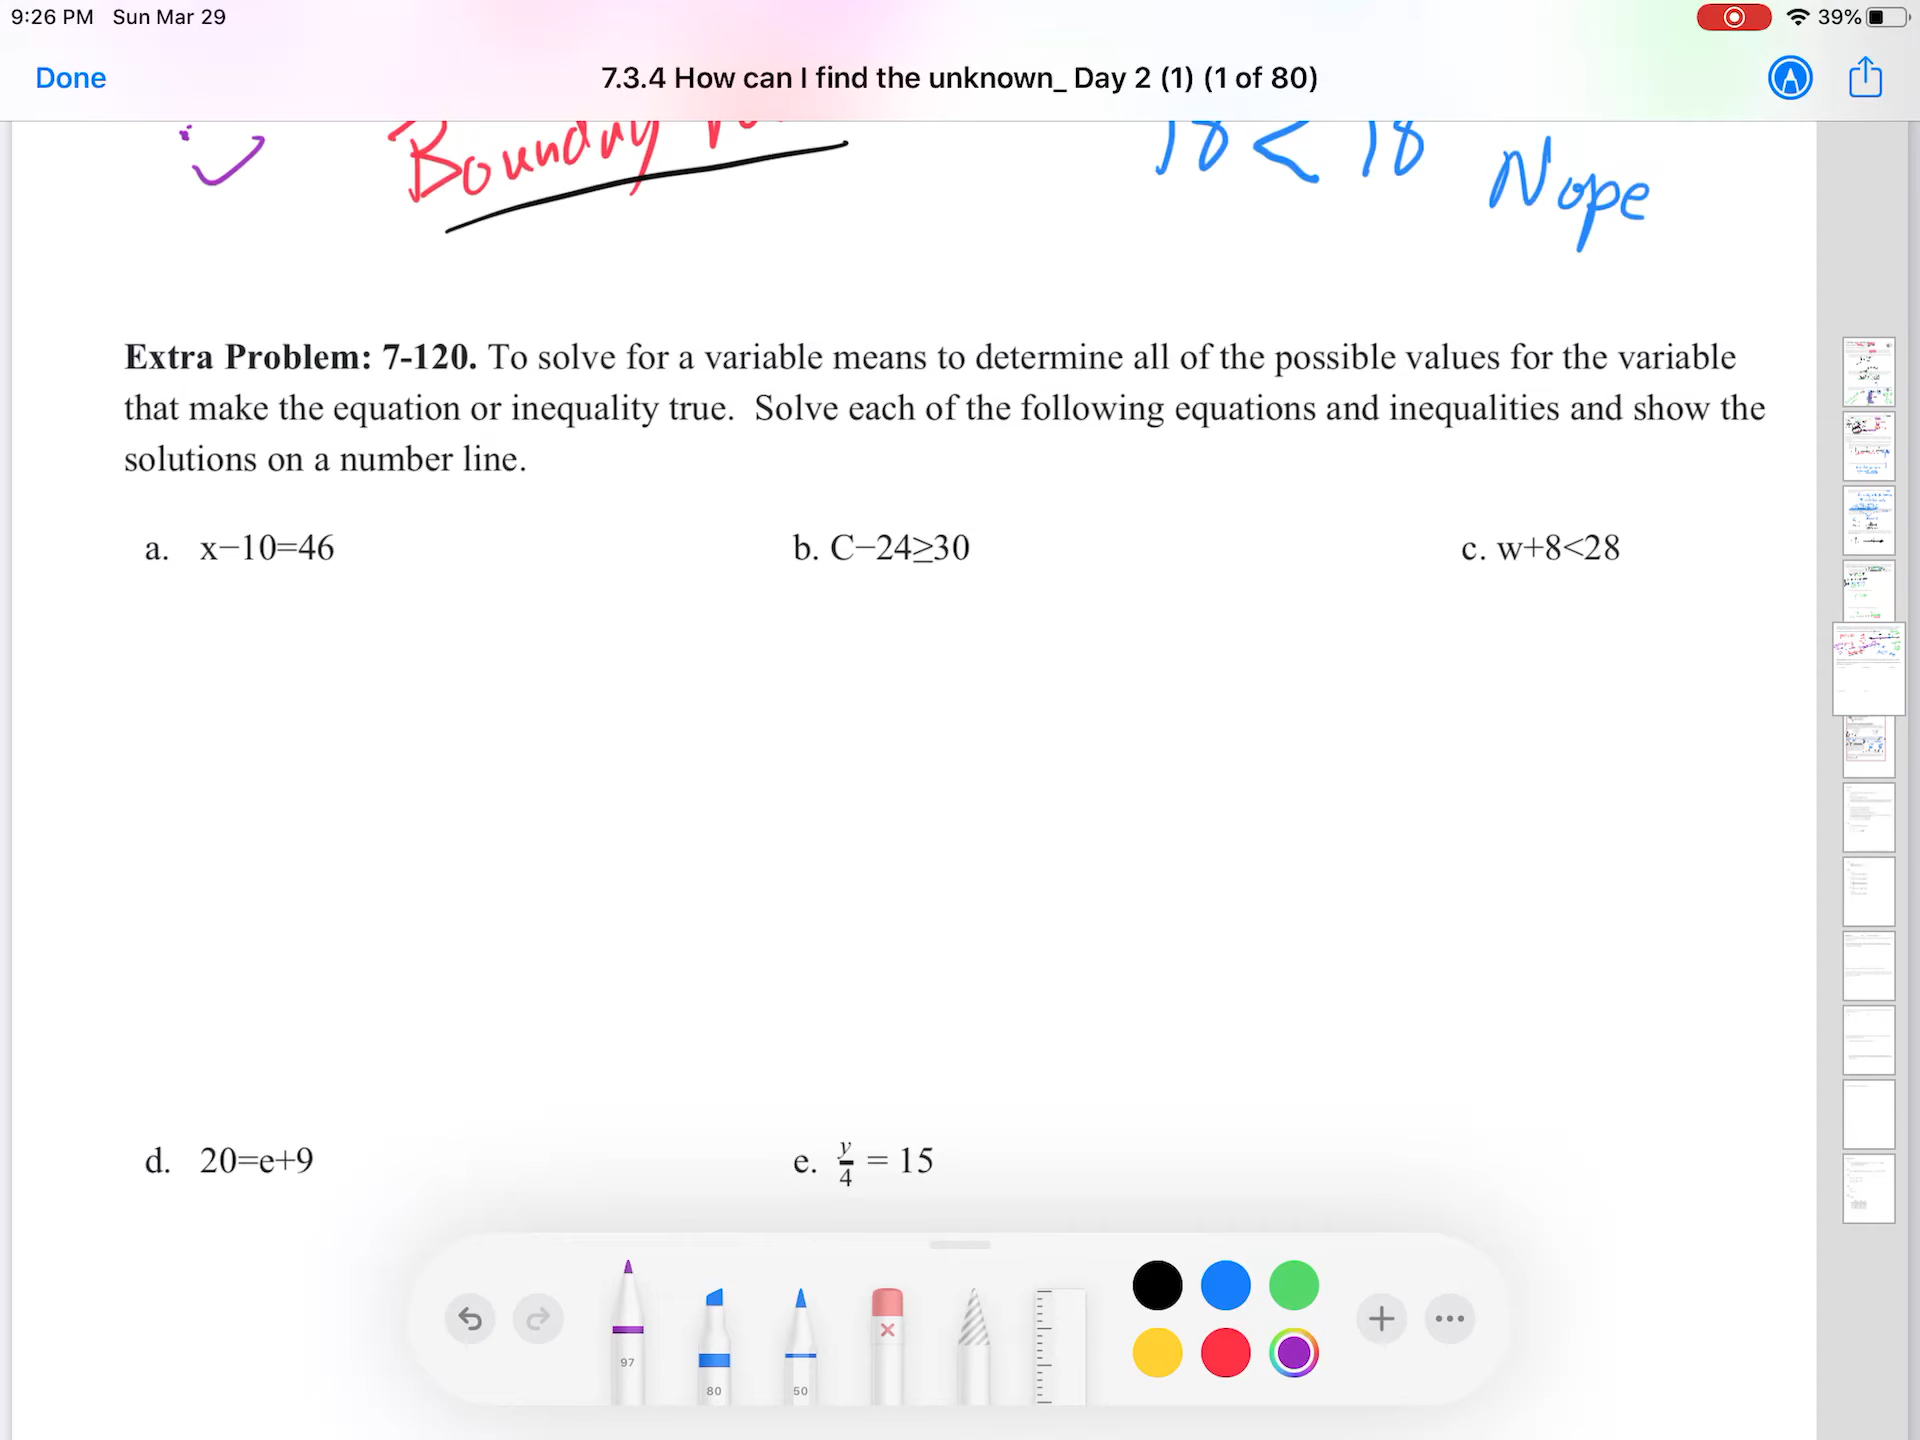 9:26 PM Sun Mar 29
39%
Done
7.3.4 How can I find the unknown_ Day 2 (1) (1 of 80)
Boundary
18 < 18
Nope
Extra Problem: 7-120. To solve for a variable means to determine all of the possible values for the variable
that make the equation or inequality true. Solve each of the following equations and inequalities and show the
solutions on a number line.
a. x−10=46
b. C−24≥30
c. w+8<28
d. 20=e+9
e. y/4 = 15
97
80
50